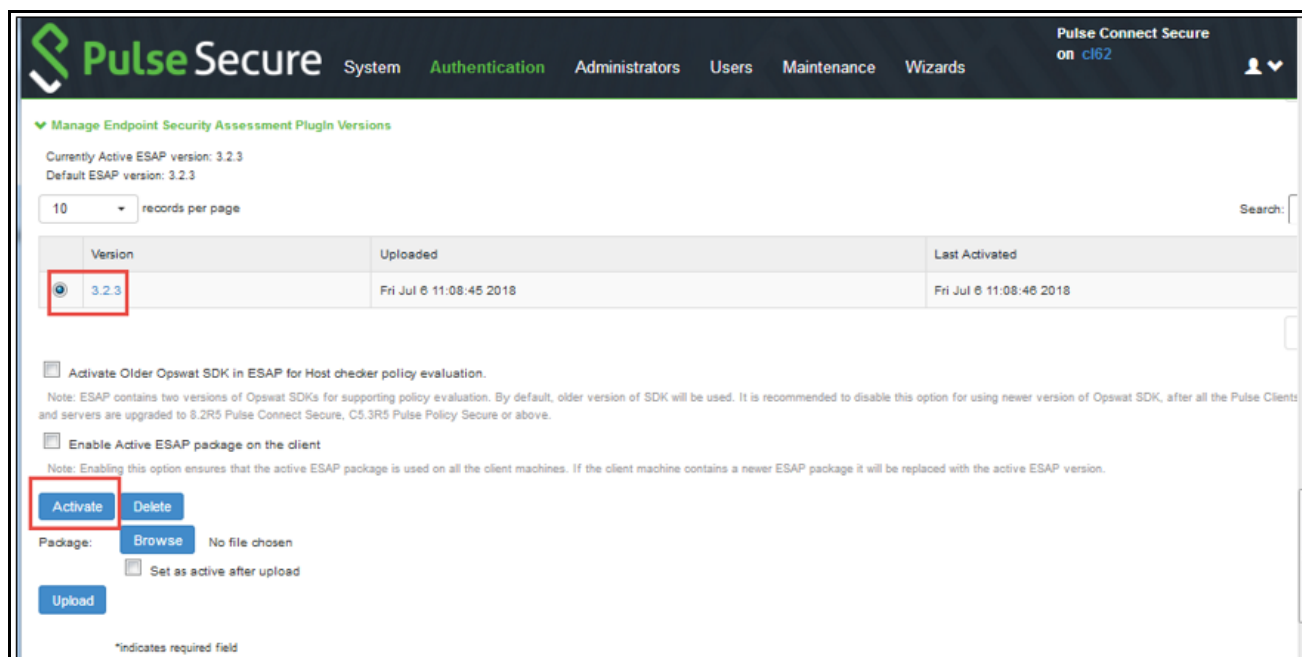 Pulse Secure
System Authentication Administrators Users Maintenance Wizards
Pulse Connect Secure
on cl62
Manage Endpoint Security Assessment PlugIn Versions
Currently Active ESAP version: 3.2.3
Default ESAP version: 3.2.3
10 records per page
Search:
Version Uploaded Last Activated
3.2.3 Fri Jul 6 11:08:45 2018 Fri Jul 6 11:08:46 2018
Activate Older Opswat SDK in ESAP for Host checker policy evaluation.
Note: ESAP contains two versions of Opswat SDKs for supporting policy evaluation. By default, older version of SDK will be used. It is recommended to disable this option for using newer version of Opswat SDK, after all the Pulse Clients
and servers are upgraded to 8.2R5 Pulse Connect Secure, C5.3R5 Pulse Policy Secure or above.
Enable Active ESAP package on the client
Note: Enabling this option ensures that the active ESAP package is used on all the client machines. If the client machine contains a newer ESAP package it will be replaced with the active ESAP version.
Activate Delete
Package: Browse No file chosen
Set as active after upload
Upload
*indicates required field